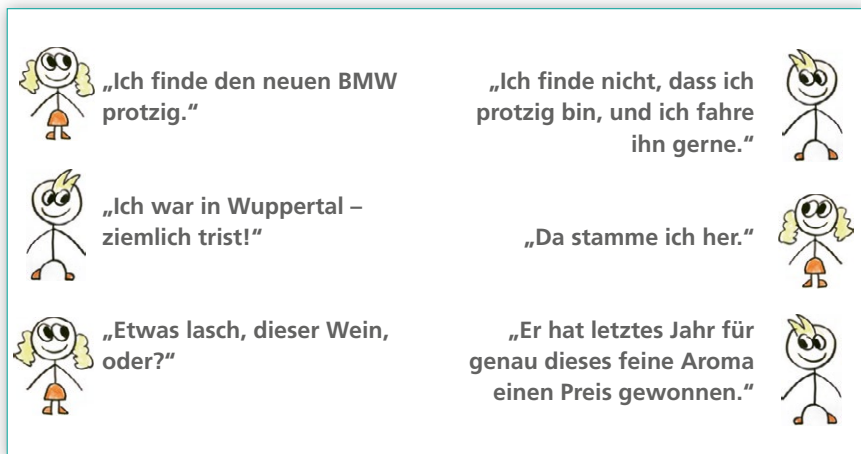 „Ich finde den neuen BMW
protzig.“
„Ich finde nicht, dass ich
protzig bin, und ich fahre
ihn gerne.“
„Ich war in Wuppertal –
ziemlich trist!“
„Da stamme ich her.“
„Etwas lasch, dieser Wein,
oder?“
„Er hat letztes Jahr für
genau dieses feine Aroma
einen Preis gewonnen.“